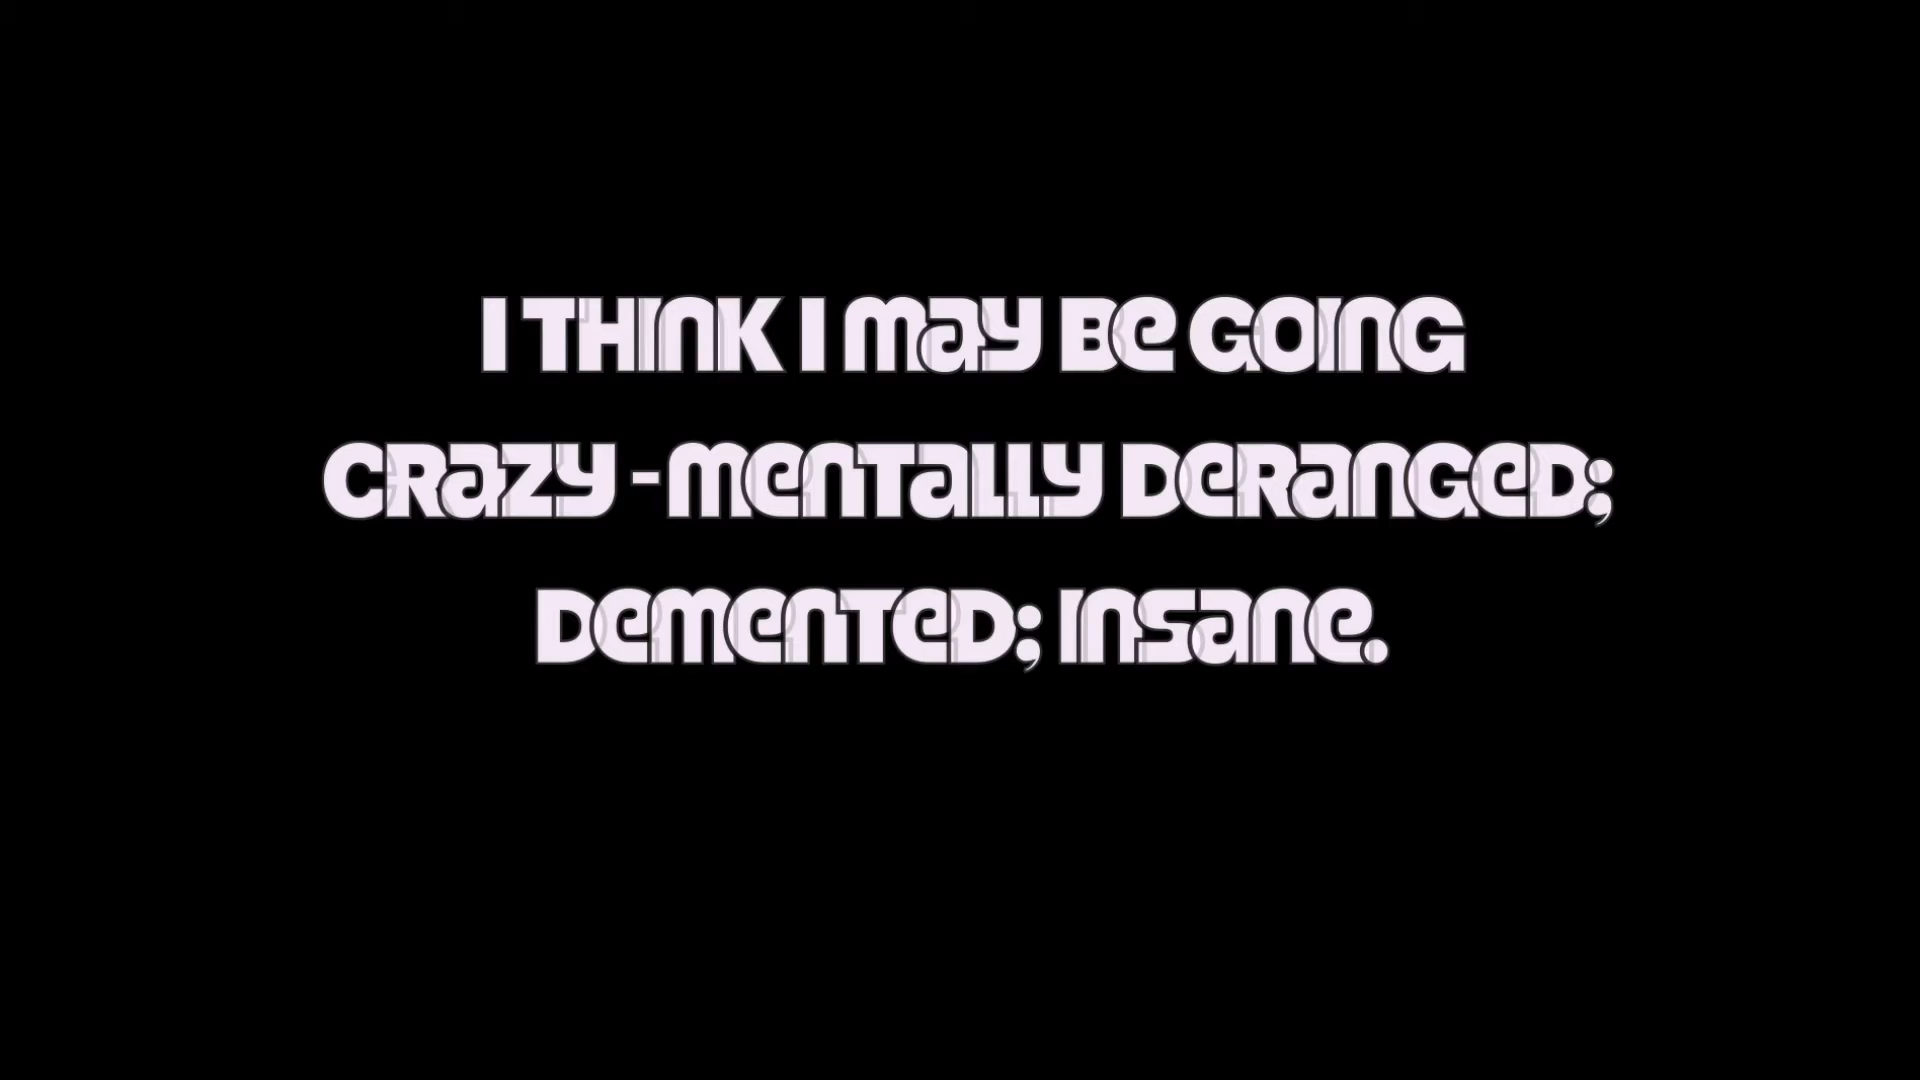 I THINK I MAY BE GOING
CRAZY - MENTALLY DERANGED;
DEMENTED; INSANE.